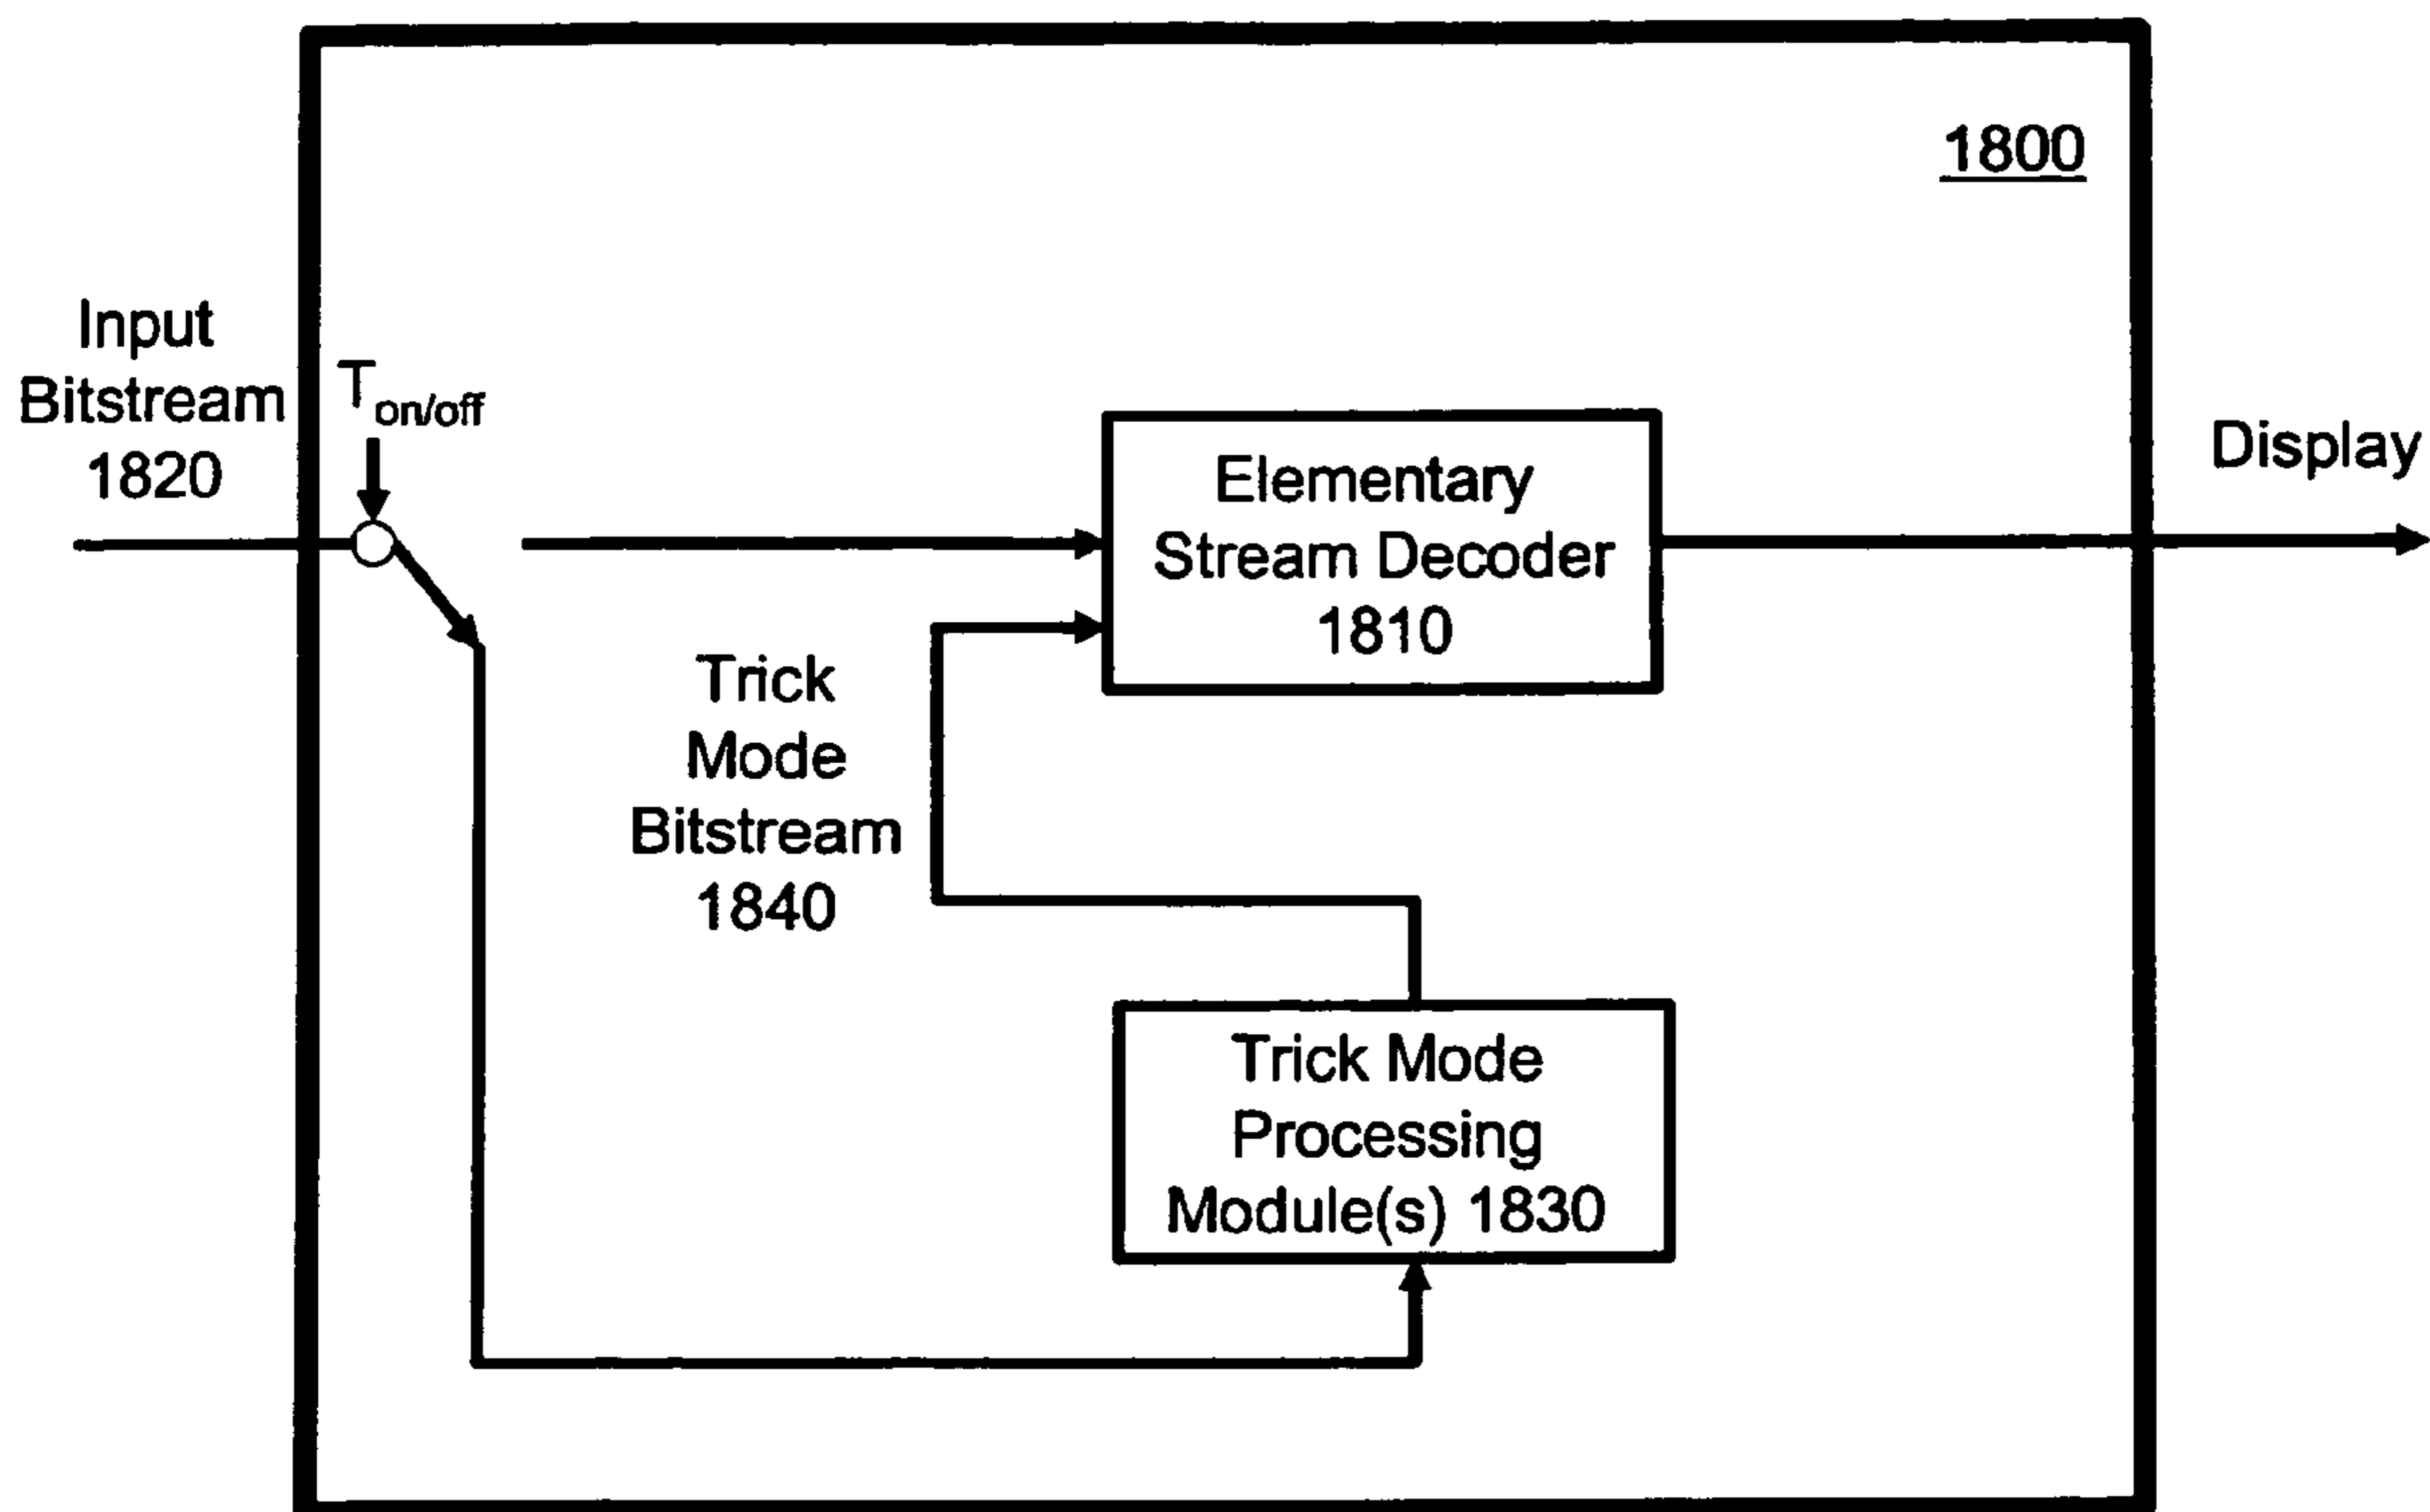 1800
Input
Bitstream
1820
Ton/off
Elementary
Stream Decoder
1810
Display
Trick
Mode
Bitstream
1840
Trick Mode
Processing
Module(s) 1830